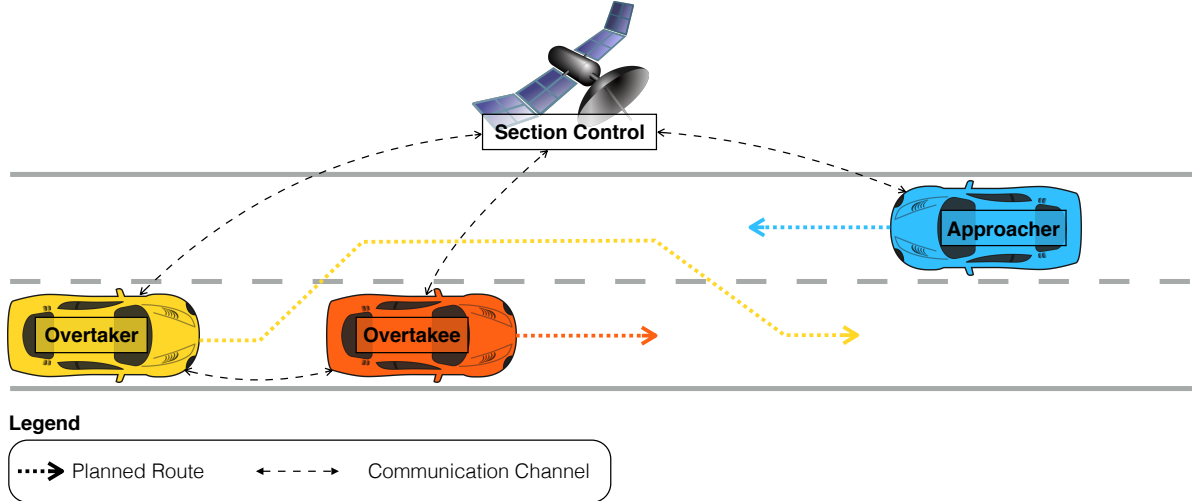 Section Control
Approacher
Overtaker
Overtakee
Legend
Planned Route
Communication Channel